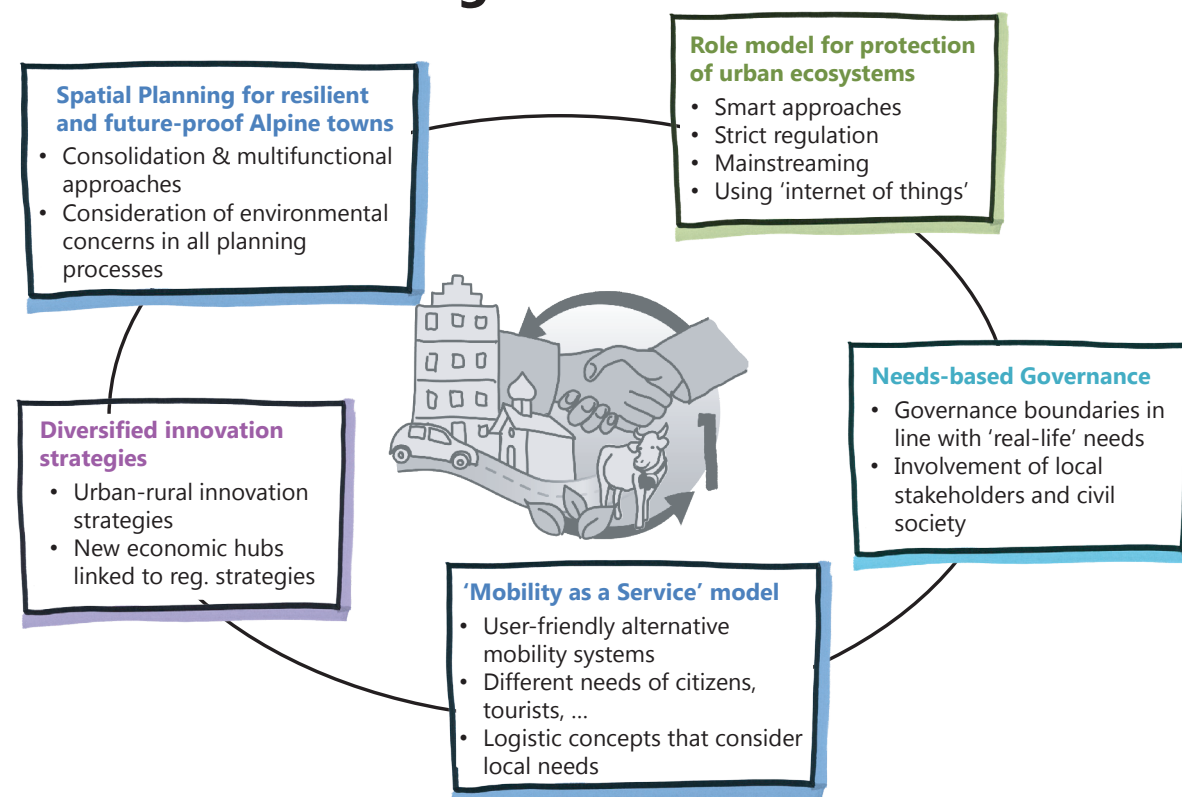 Spatial Planning for resilient
and future-proof Alpine towns
• Consolidation & multifunctional
approaches
• Consideration of environmental
concerns in all planning
processes
Role model for protection
of urban ecosystems
• Smart approaches
• Strict regulation
• Mainstreaming
• Using ‘internet of things’
Needs-based Governance
• Governance boundaries in
line with ‘real-life’ needs
• Involvement of local
stakeholders and civil
society
Diversified innovation
strategies
• Urban-rural innovation
strategies
• New economic hubs
linked to reg. strategies
‘Mobility as a Service’ model
• User-friendly alternative
mobility systems
• Different needs of citizens,
tourists, ...
• Logistic concepts that consider
local needs
1